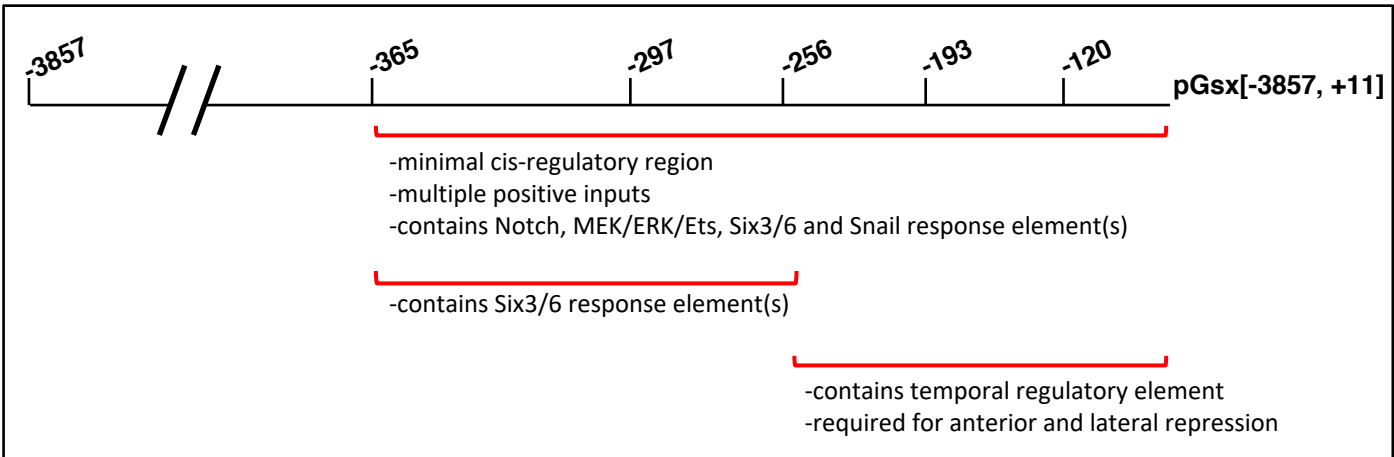 -3857 -365 -297 -256 -193 -120
pGsx[-3857, +11]
-minimal cis-regulatory region
-multiple positive inputs
-contains Notch, MEK/ERK/Ets, Six3/6 and Snail response element(s)
-contains Six3/6 response element(s)
-contains temporal regulatory element
-required for anterior and lateral repression